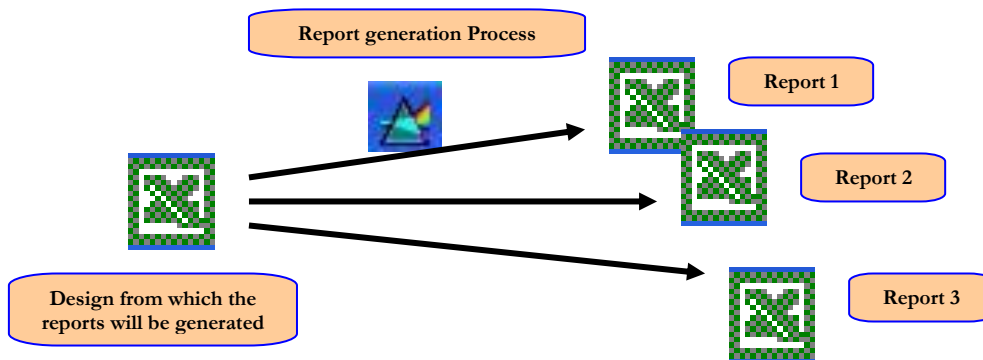 Report generation Process
Report 1
Report 2
Design from which the
reports will be generated
Report 3